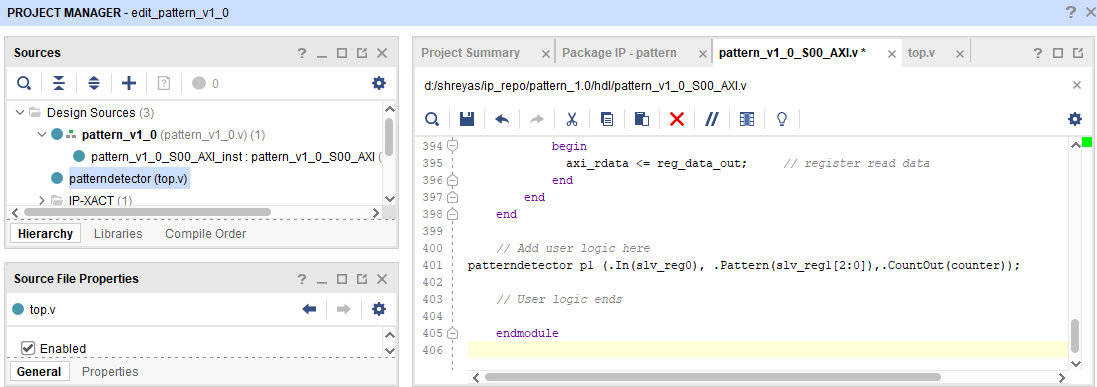 PROJECT MANAGER - edit_pattern_v1_0
Sources
0
Design Sources (3)
pattern_v1_0 (pattern_v1_0.v) (1)
pattern_v1_0_S00_AXI_inst : pattern_v1_0_S00_AXI (
patterndetector (top.v)
IP-XACT (1)
Hierarchy Libraries Compile Order
Source File Properties
top.v
Enabled
General Properties
Project Summary Package IP - pattern pattern_v1_0_S00_AXI.v * top.v
d:/shreyas/ip_repo/pattern_1.0/hdl/pattern_v1_0_S00_AXI.v
394 begin
395 axi_rdata <= reg_data_out; // register read data
396 end
397 end
398 end
399
400 // Add user logic here
401 patterndetector p1 (.In(slv_reg0), .Pattern(slv_reg1[2:0]),.CountOut(counter));
402
403 // User logic ends
404
405 endmodule
406